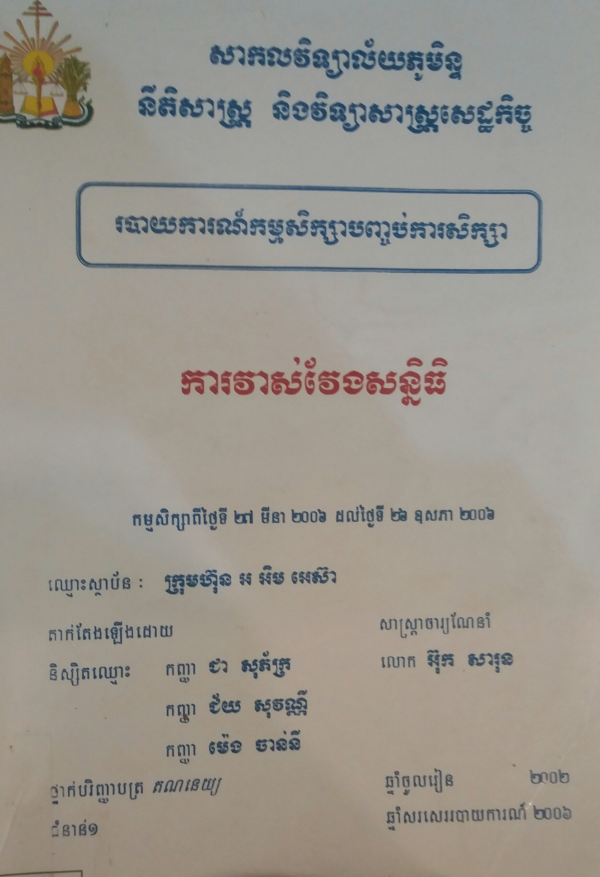 សាកលវិទ្យាល័យភូមិន្ទ
នីតិសាស្ត្រ និងវិទ្យាសាស្ត្រសេដ្ឋកិច្ច
របាយការណ៍កម្មសិក្សាបញ្ចប់ការសិក្សា
ការវាស់វែងសន្និធិ
កម្មសិក្សាពីថ្ងៃទី ២៧ មីនា ២០០៦ ដល់ថ្ងៃទី ២៦ ឧសភា ២០០៦
ឈ្មោះស្ថាប័ន : ក្រុមហ៊ុន អ អិម អេស៊ា
តាក់តែងឡើងដោយ សាស្ត្រាចារ្យណែនាំ
និស្សិតឈ្មោះ កញ្ញា ជា សុភ័ក្រ លោក អ៊ុក សារុន
កញ្ញា ជ័យ សុវណ្ណី
កញ្ញា ម៉េង ចាន់នី
ថ្នាក់បរិញ្ញាបត្រ គណនេយ្យ ឆ្នាំចូលរៀន ២០០២
ជំនាន់១ ឆ្នាំសរសេររបាយការណ៍ ២០០៦